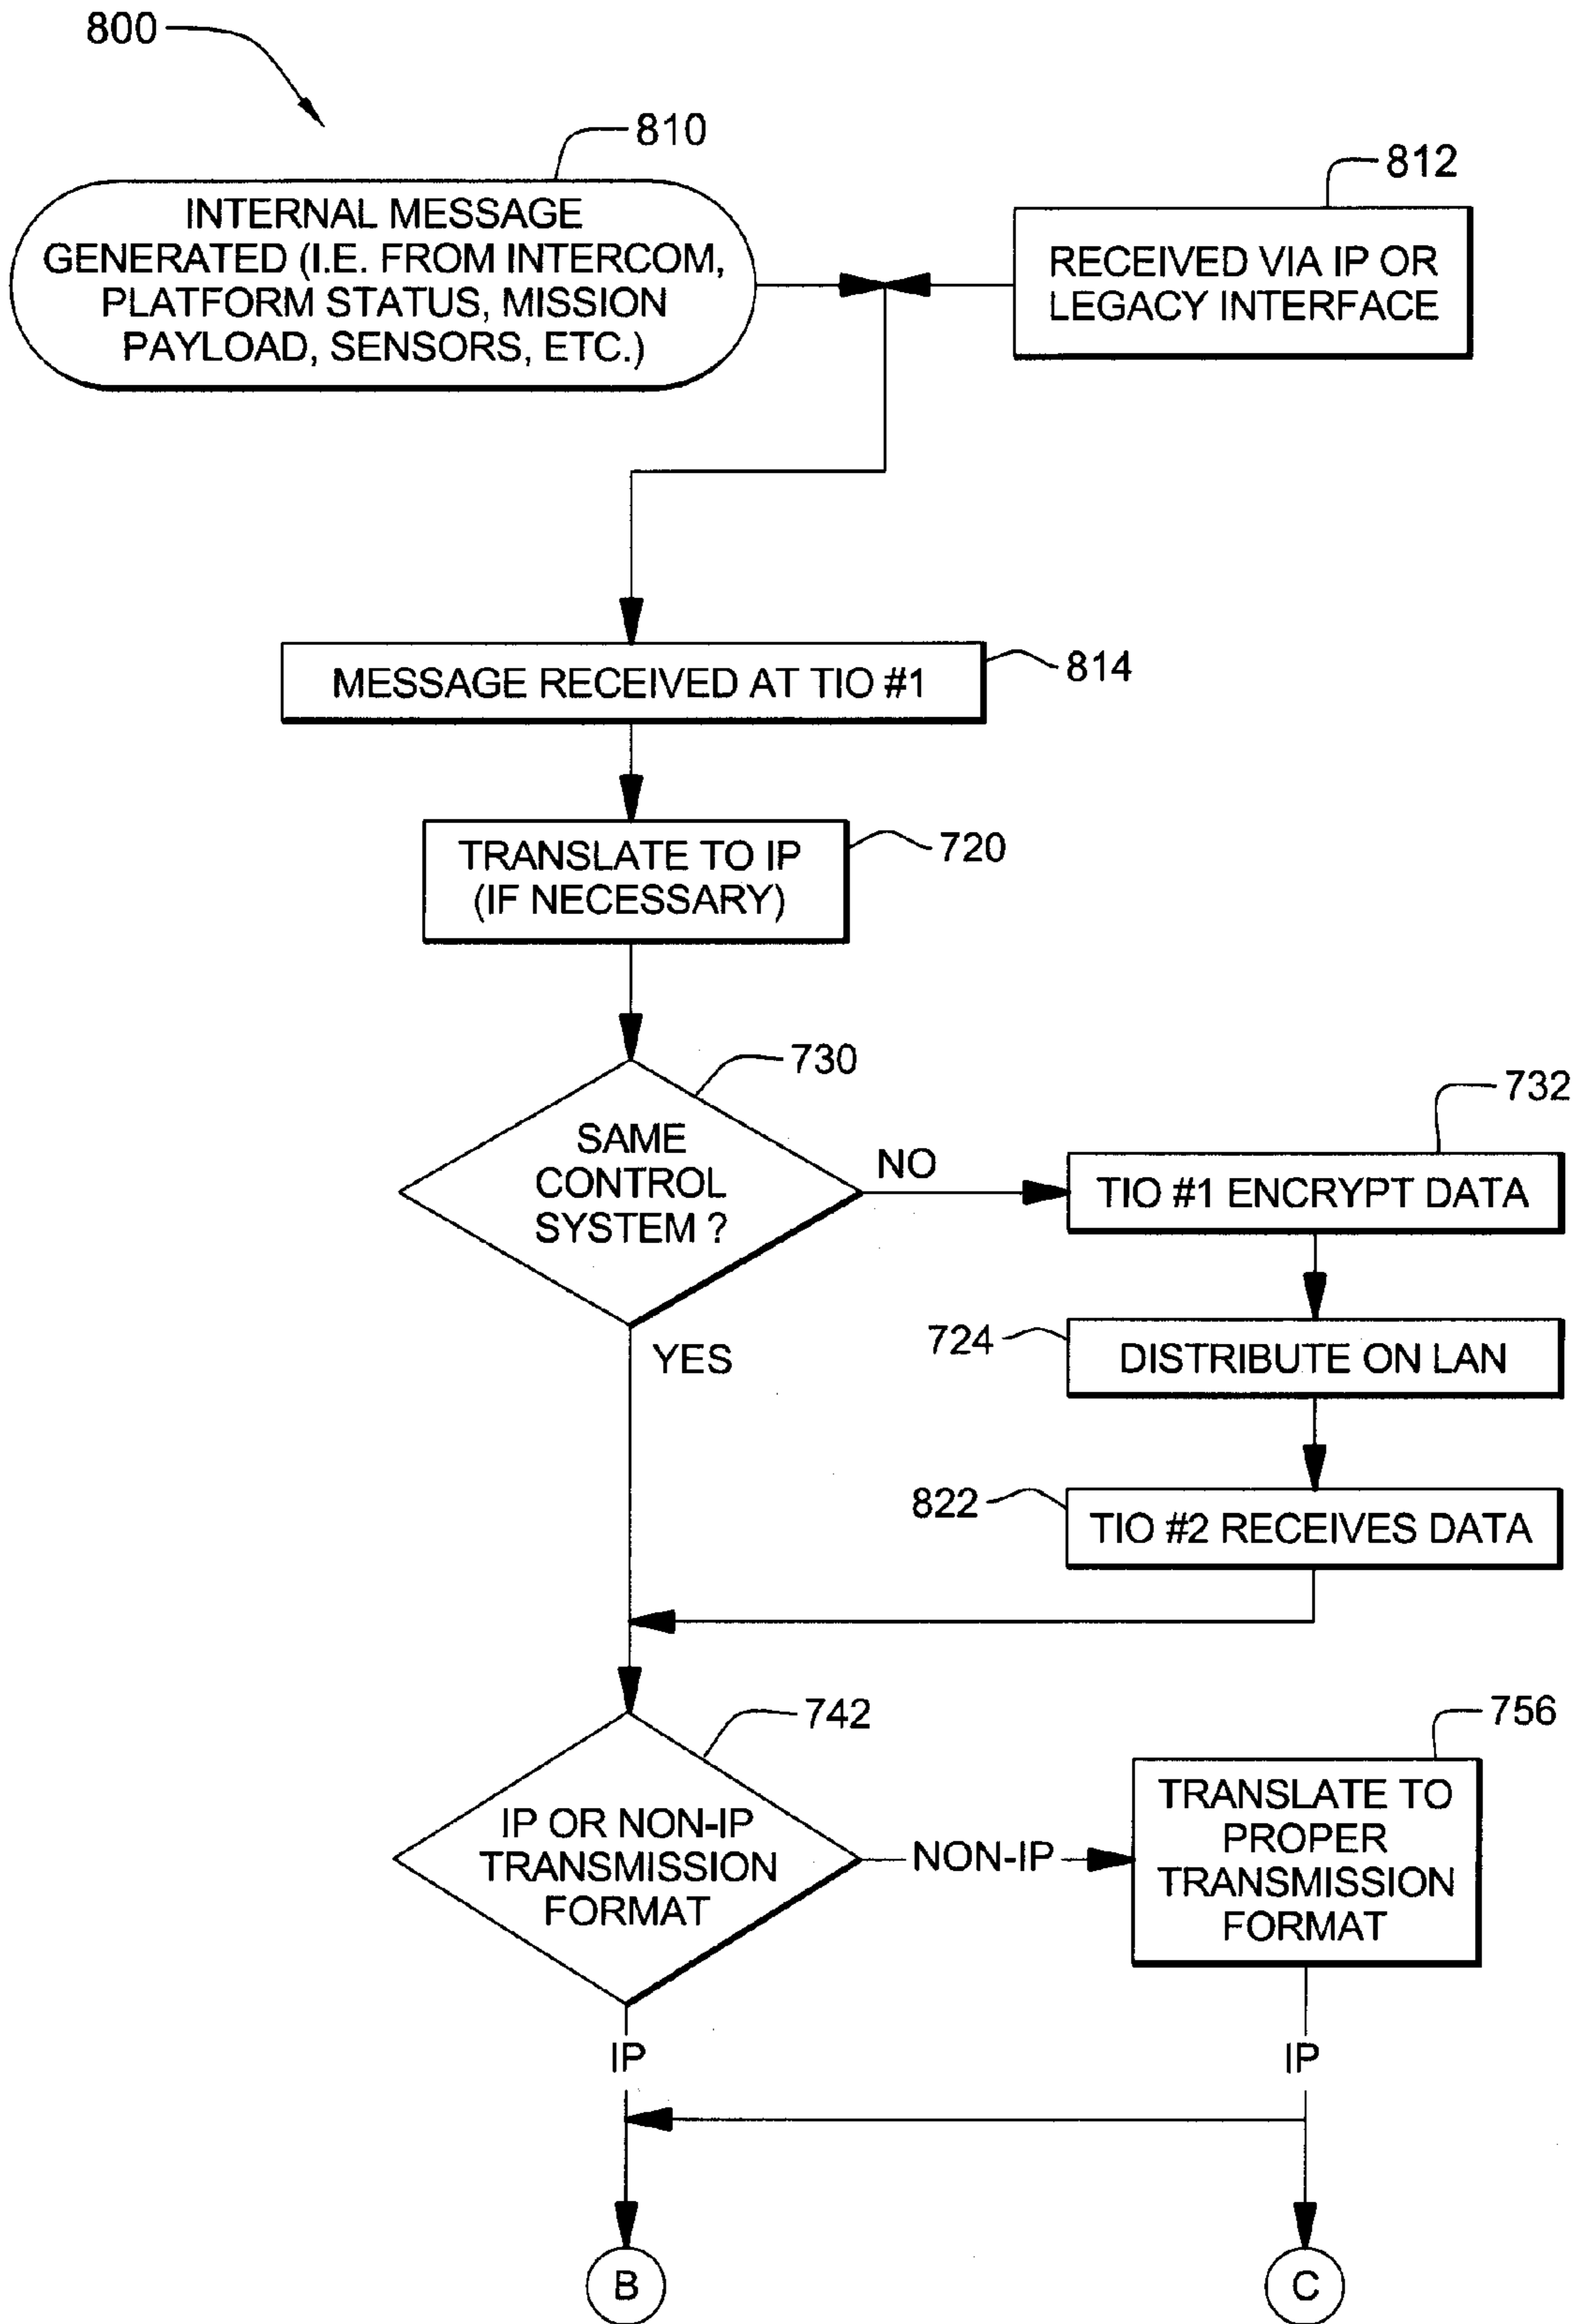 800
810
INTERNAL MESSAGE
GENERATED (I.E. FROM INTERCOM,
PLATFORM STATUS, MISSION
PAYLOAD, SENSORS, ETC.)
812
RECEIVED VIA IP OR
LEGACY INTERFACE
MESSAGE RECEIVED AT TIO #1
814
TRANSLATE TO IP
(IF NECESSARY)
720
730
SAME
CONTROL
SYSTEM ?
NO
YES
732
TIO #1 ENCRYPT DATA
724
DISTRIBUTE ON LAN
822
TIO #2 RECEIVES DATA
742
IP OR NON-IP
TRANSMISSION
FORMAT
NON-IP
756
TRANSLATE TO
PROPER
TRANSMISSION
FORMAT
IP
IP
B
C